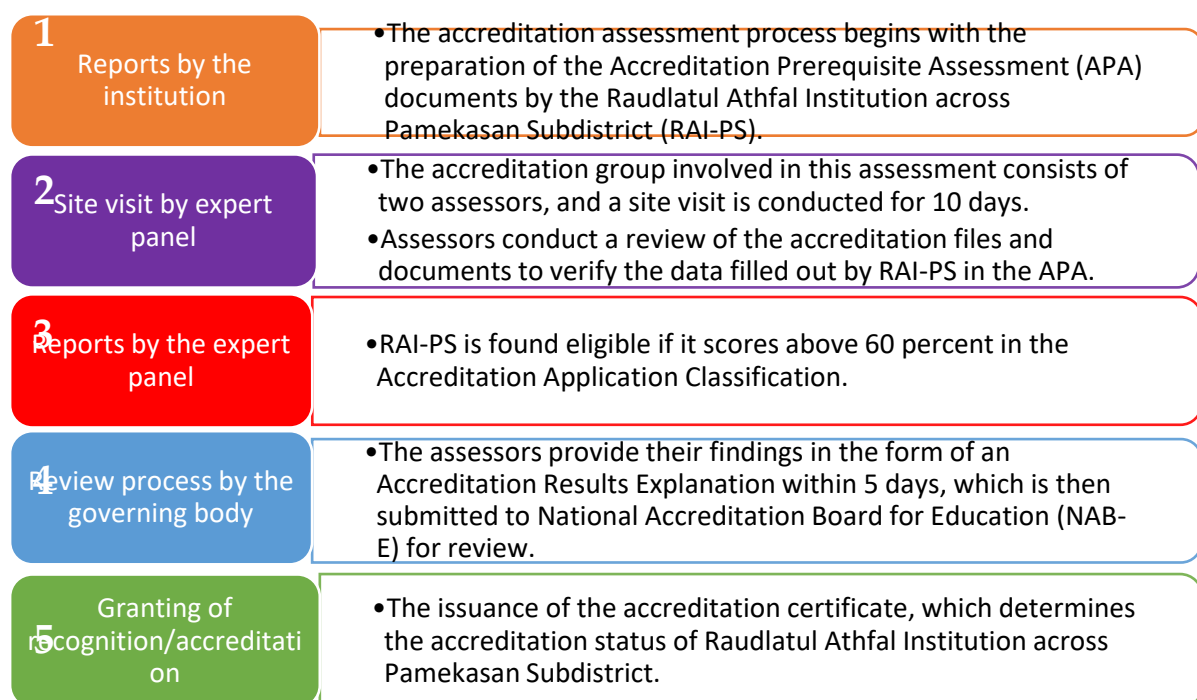 1
Reports by the
institution
•The accreditation assessment process begins with the
preparation of the Accreditation Prerequisite Assessment (APA)
documents by the Raudlatul Athfal Institution across
Pamekasan Subdistrict (RAI-PS).
2
Site visit by expert
panel
•The accreditation group involved in this assessment consists of
two assessors, and a site visit is conducted for 10 days.
•Assessors conduct a review of the accreditation files and
documents to verify the data filled out by RAI-PS in the APA.
3
Reports by the expert
panel
•RAI-PS is found eligible if it scores above 60 percent in the
Accreditation Application Classification.
4
Review process by the
governing body
•The assessors provide their findings in the form of an
Accreditation Results Explanation within 5 days, which is then
submitted to National Accreditation Board for Education (NAB-
E) for review.
5
Granting of
recognition/accreditati
on
•The issuance of the accreditation certificate, which determines
the accreditation status of Raudlatul Athfal Institution across
Pamekasan Subdistrict.